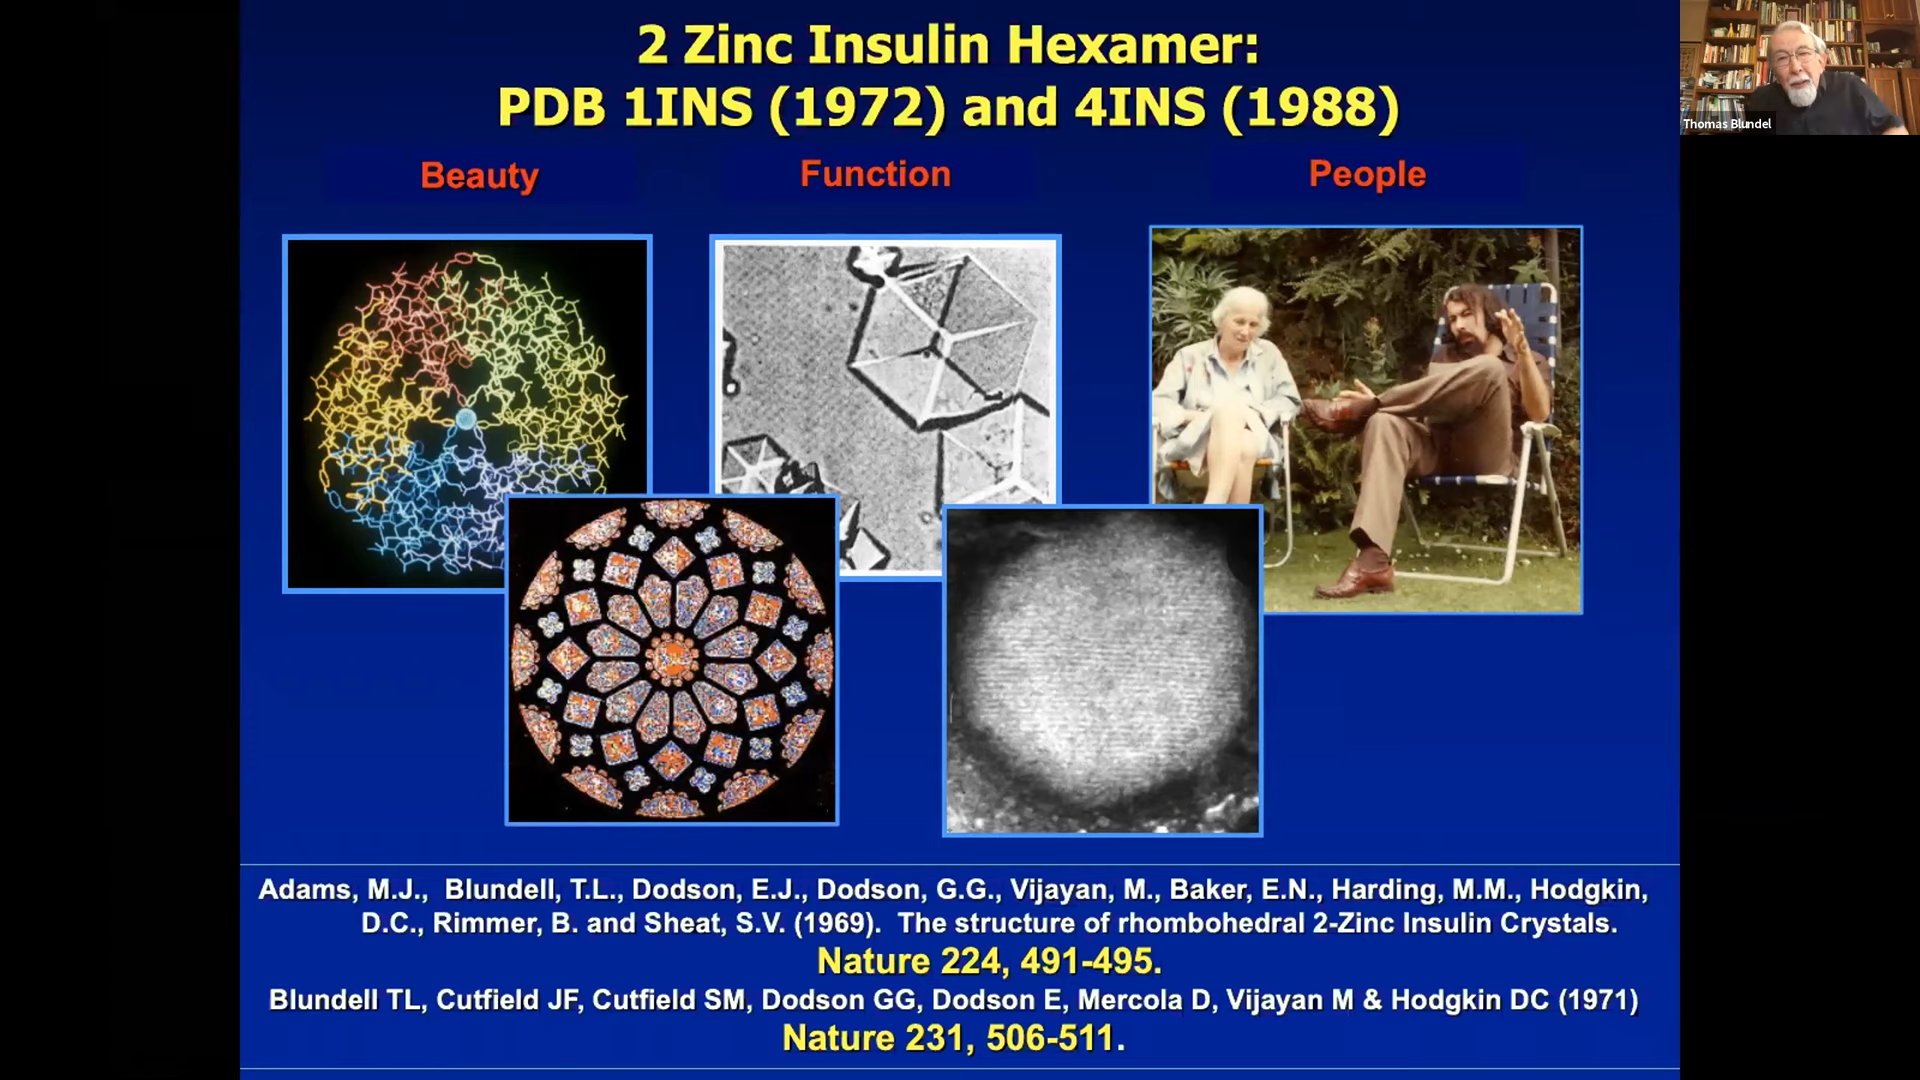 2 Zinc Insulin Hexamer:
PDB 1INS (1972) and 4INS (1988)
Thomas Blundel
Beauty
Function
People
Adams, M.J., Blundell, T.L., Dodson, E.J., Dodson, G.G., Vijayan, M., Baker, E.N., Harding, M.M., Hodgkin,
D.C., Rimmer, B. and Sheat, S.V. (1969). The structure of rhombohedral 2-Zinc Insulin Crystals.
Nature 224, 491-495.
Blundell TL, Cutfield JF, Cutfield SM, Dodson GG, Dodson E, Mercola D, Vijayan M & Hodgkin DC (1971)
Nature 231, 506-511.